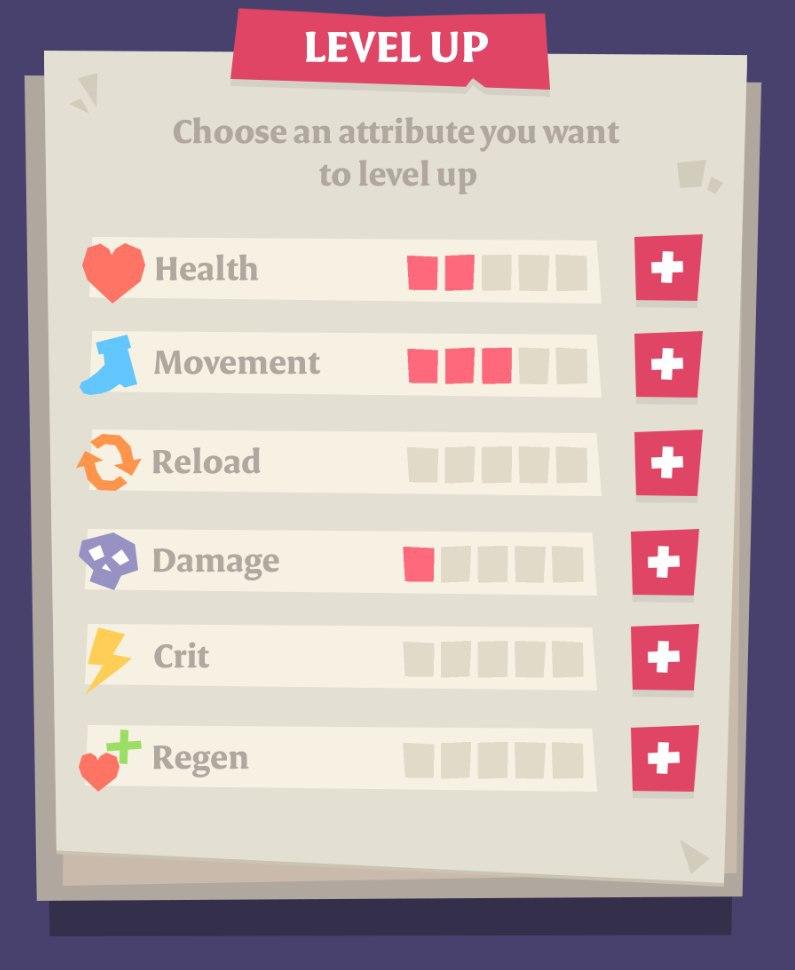 LEVEL UP
Choose an attribute you want
to level up
Health
Movement
Reload
Damage
Crit
Regen